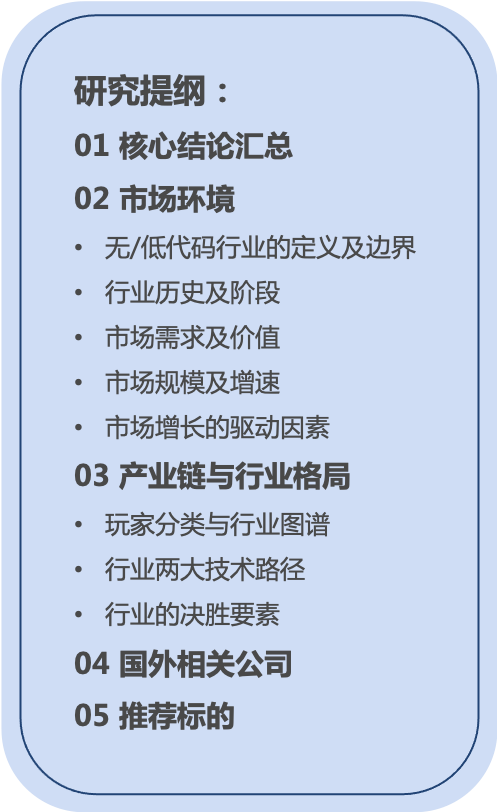 研究提纲：
01 核心结论汇总
02 市场环境
• 无/低代码行业的定义及边界
• 行业历史及阶段
• 市场需求及价值
• 市场规模及增速
• 市场增长的驱动因素
03 产业链与行业格局
• 玩家分类与行业图谱
• 行业两大技术路径
• 行业的决胜要素
04 国外相关公司
05 推荐标的